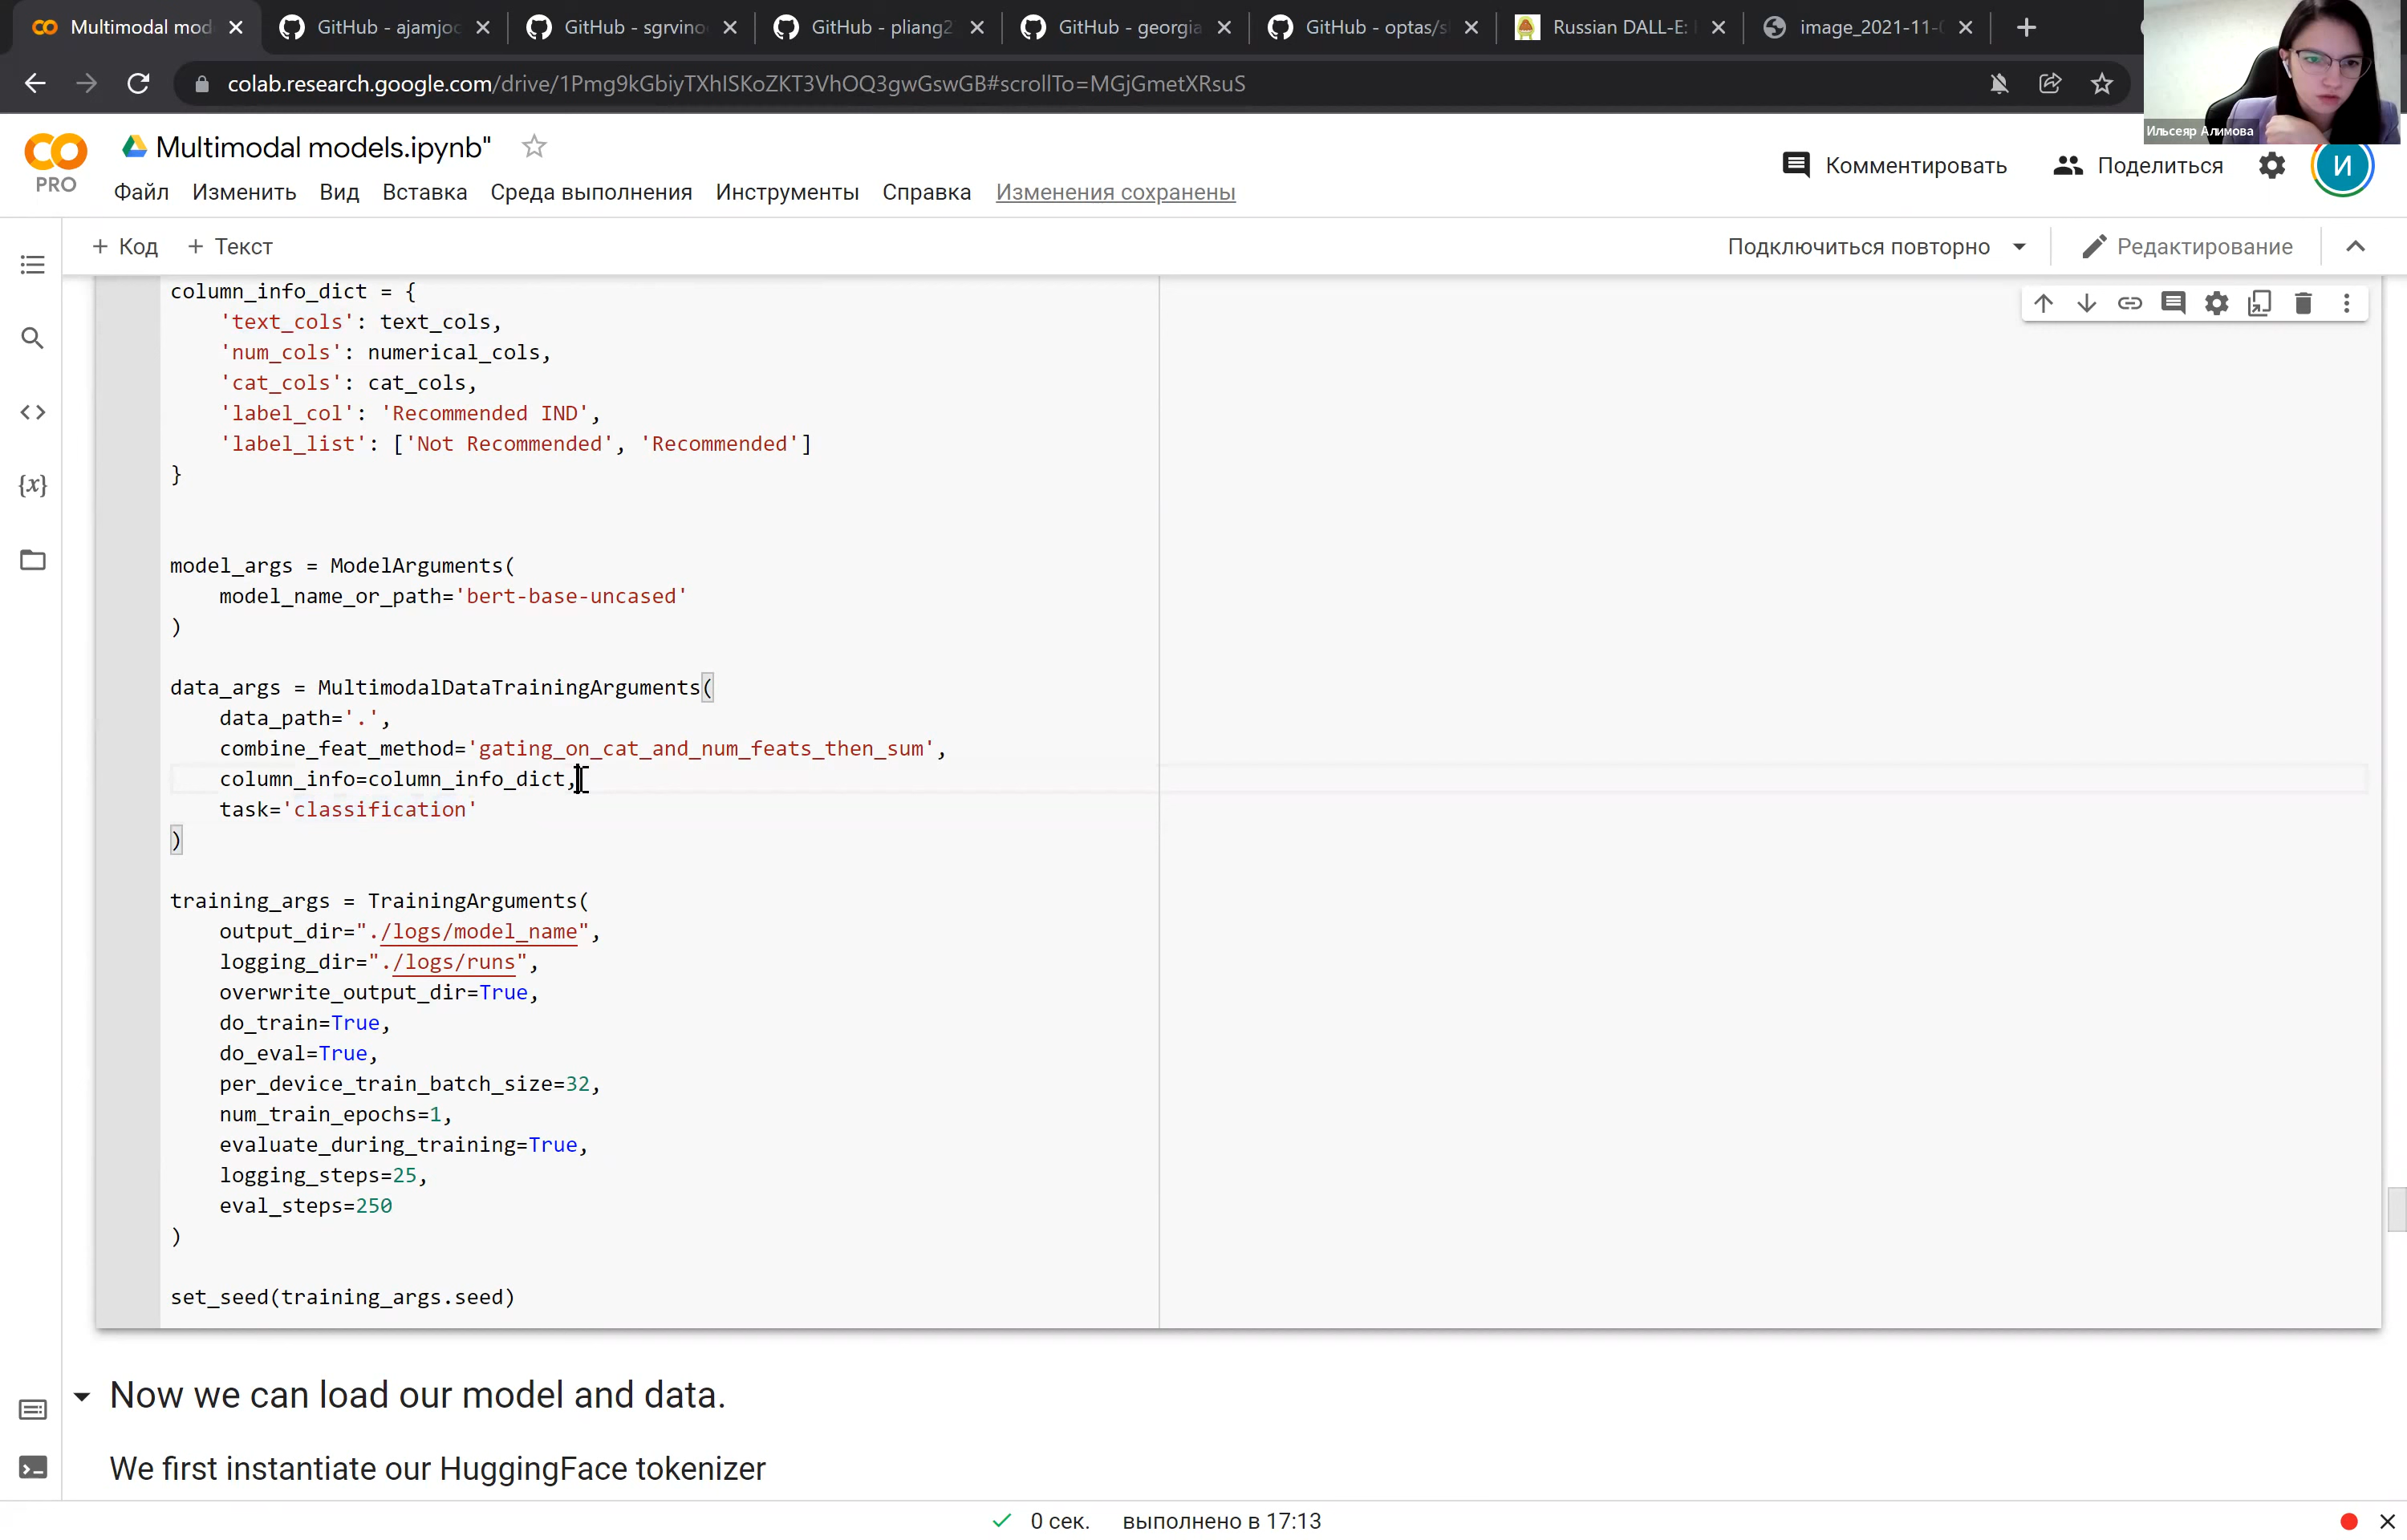 Multimodal mod
GitHub - ajamjoc
GitHub - sgrvino
GitHub - pliang2
GitHub - georgia
GitHub - optas/s
Russian DALL-E:
image_2021-11-
colab.research.google.com/drive/1Pmg9kGbiyTXhISKoZKT3VhOQ3gwGswGB#scrollTo=MGjGmetXRsuS
Ильсеяр Алимова
PRO
Multimodal models.ipynb"
Файл Изменить Вид Вставка Среда выполнения Инструменты Справка Изменения сохранены
Комментировать Поделиться И
+ Код + Текст
Подключиться повторно Редактирование
column_info_dict = {
'text_cols': text_cols,
'num_cols': numerical_cols,
'cat_cols': cat_cols,
'label_col': 'Recommended IND',
'label_list': ['Not Recommended', 'Recommended']
}
model_args = ModelArguments(
model_name_or_path='bert-base-uncased'
)
data_args = MultimodalDataTrainingArguments(
data_path='.',
combine_feat_method='gating_on_cat_and_num_feats_then_sum',
column_info=column_info_dict,
task='classification'
)
training_args = TrainingArguments(
output_dir="./logs/model_name",
logging_dir="./logs/runs",
overwrite_output_dir=True,
do_train=True,
do_eval=True,
per_device_train_batch_size=32,
num_train_epochs=1,
evaluate_during_training=True,
logging_steps=25,
eval_steps=250
)
set_seed(training_args.seed)
Now we can load our model and data.
We first instantiate our HuggingFace tokenizer
0 сек. выполнено в 17:13